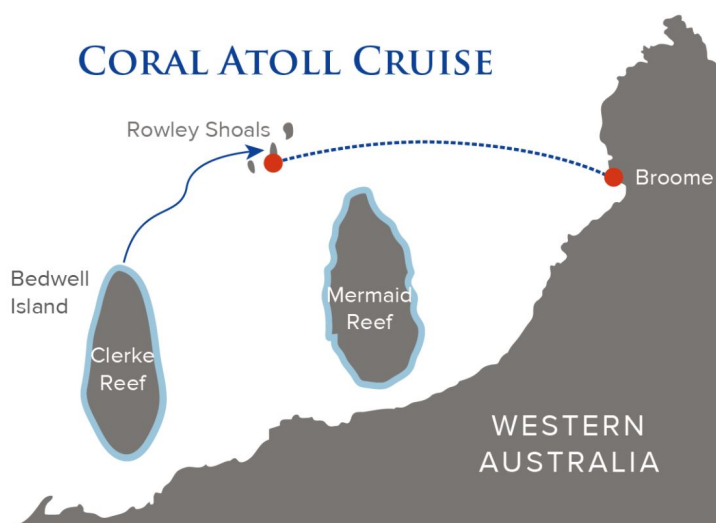 CORAL ATOLL CRUISE
Rowley Shoals
Broome
Bedwell
Island
Mermaid
Reef
Clerke
Reef
WESTERN
AUSTRALIA